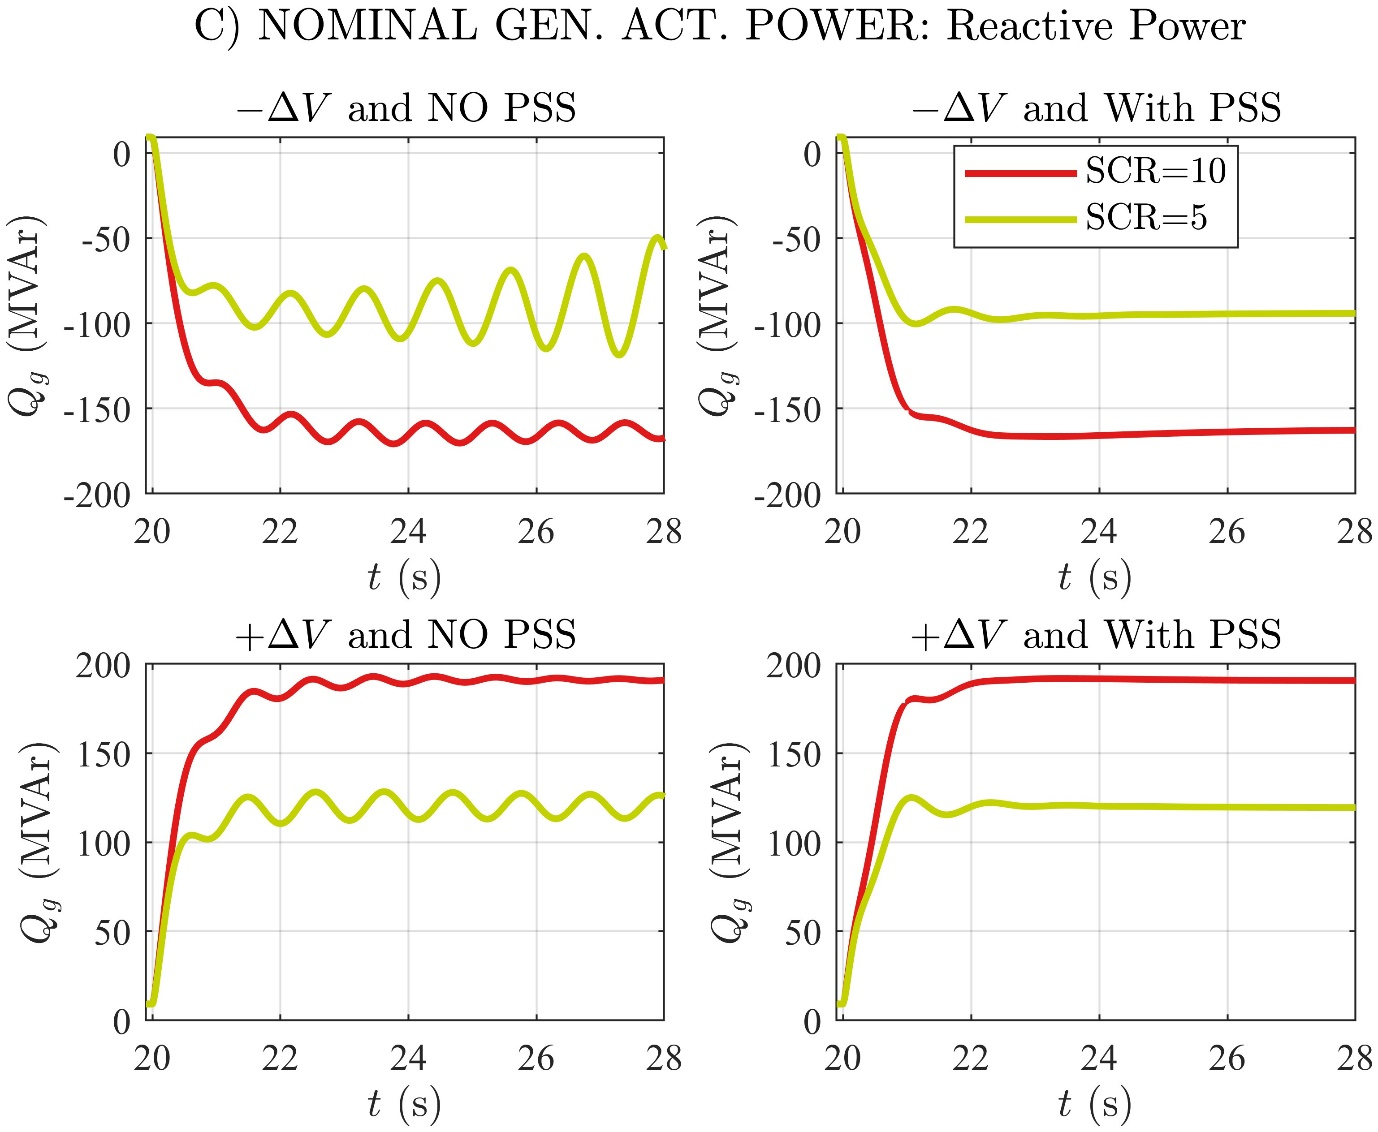 C) NOMINAL GEN. ACT. POWER: Reactive Power
−ΔV and NO PSS
0
-50
-100
-150
-200
Q_g (MVAr)
20 22 24 26 28
t (s)
−ΔV and With PSS
SCR=10
SCR=5
0
-50
-100
-150
-200
Q_g (MVAr)
20 22 24 26 28
t (s)
+ΔV and NO PSS
200
150
100
50
0
Q_g (MVAr)
20 22 24 26 28
t (s)
+ΔV and With PSS
200
150
100
50
0
Q_g (MVAr)
20 22 24 26 28
t (s)